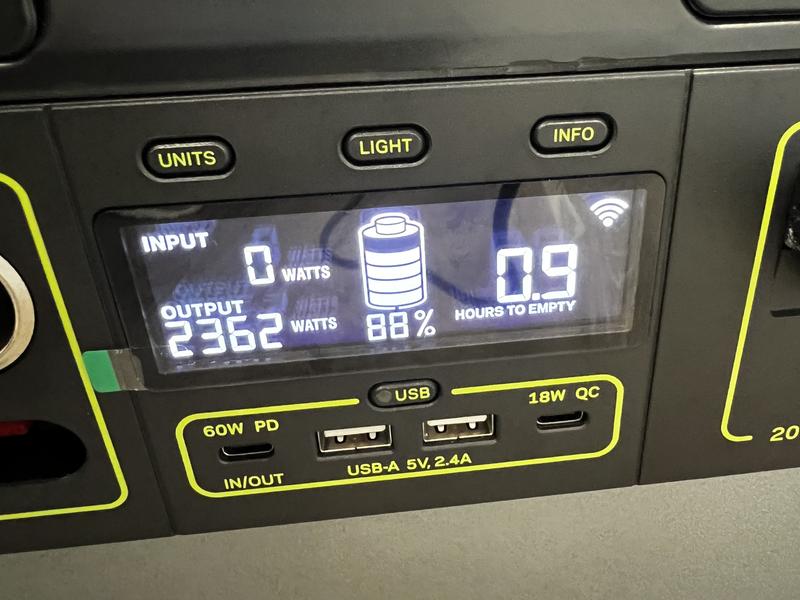 UNITS
LIGHT
INFO
INPUT
0 WATTS
OUTPUT
2362 WATTS
88%
0.9
HOURS TO EMPTY
USB
60W PD
18W QC
USB-A 5V, 2.4A
IN/OUT
20